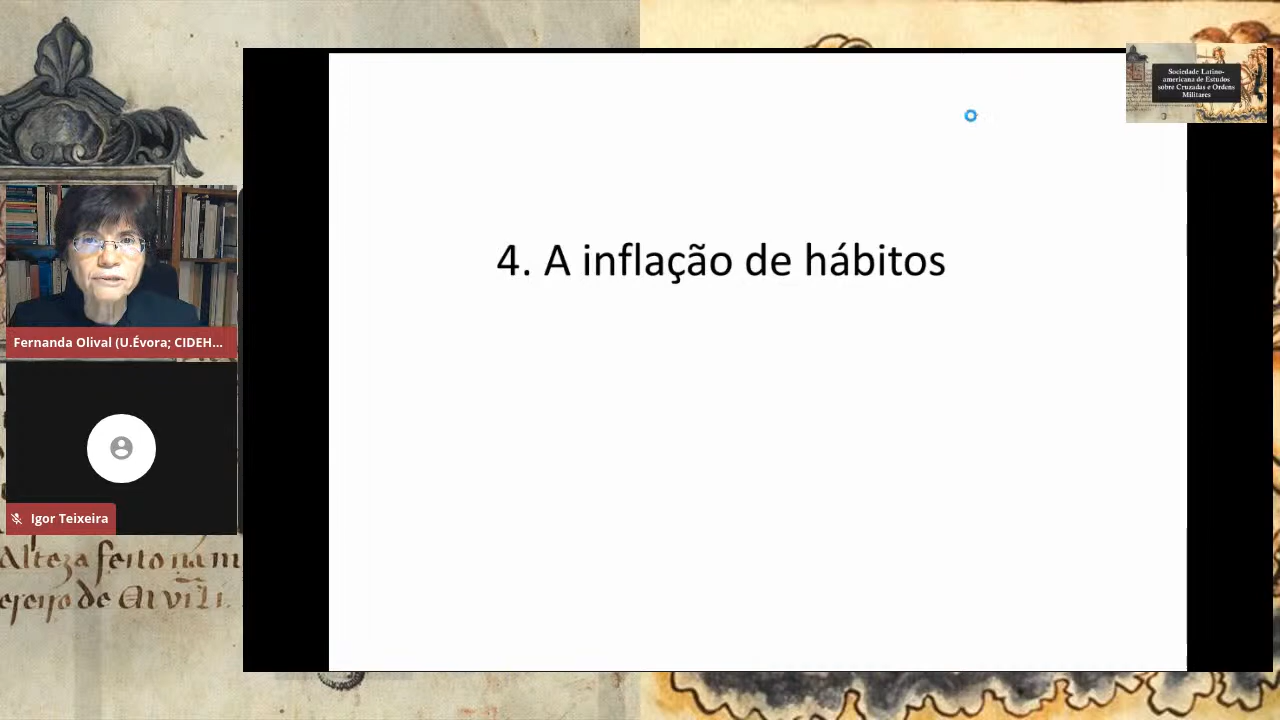 Sociedade Latino-
americana de Estudos
sobre Cruzadas e Ordens
Militares
4. A inflação de hábitos
Fernanda Olival (U.Évora; CIDEH...
Igor Teixeira
Alteza feito na m